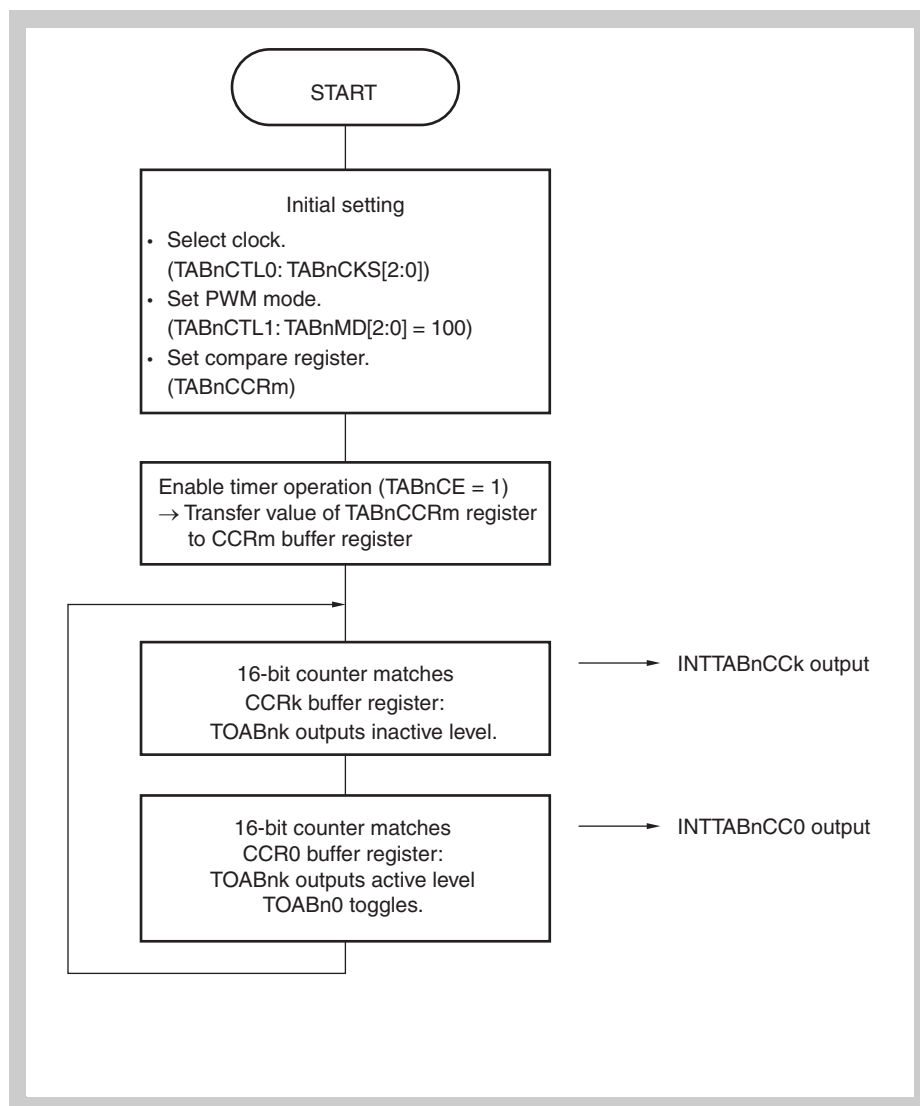 START
Initial setting
• Select clock.
(TABnCTL0: TABnCKS[2:0])
• Set PWM mode.
(TABnCTL1: TABnMD[2:0] = 100)
• Set compare register.
(TABnCCRm)
Enable timer operation (TABnCE = 1)
→ Transfer value of TABnCCRm register
to CCRm buffer register
16-bit counter matches
CCRk buffer register:
TOABnk outputs inactive level.
INTTABnCCk output
16-bit counter matches
CCR0 buffer register:
TOABnk outputs active level
TOABn0 toggles.
INTTABnCC0 output